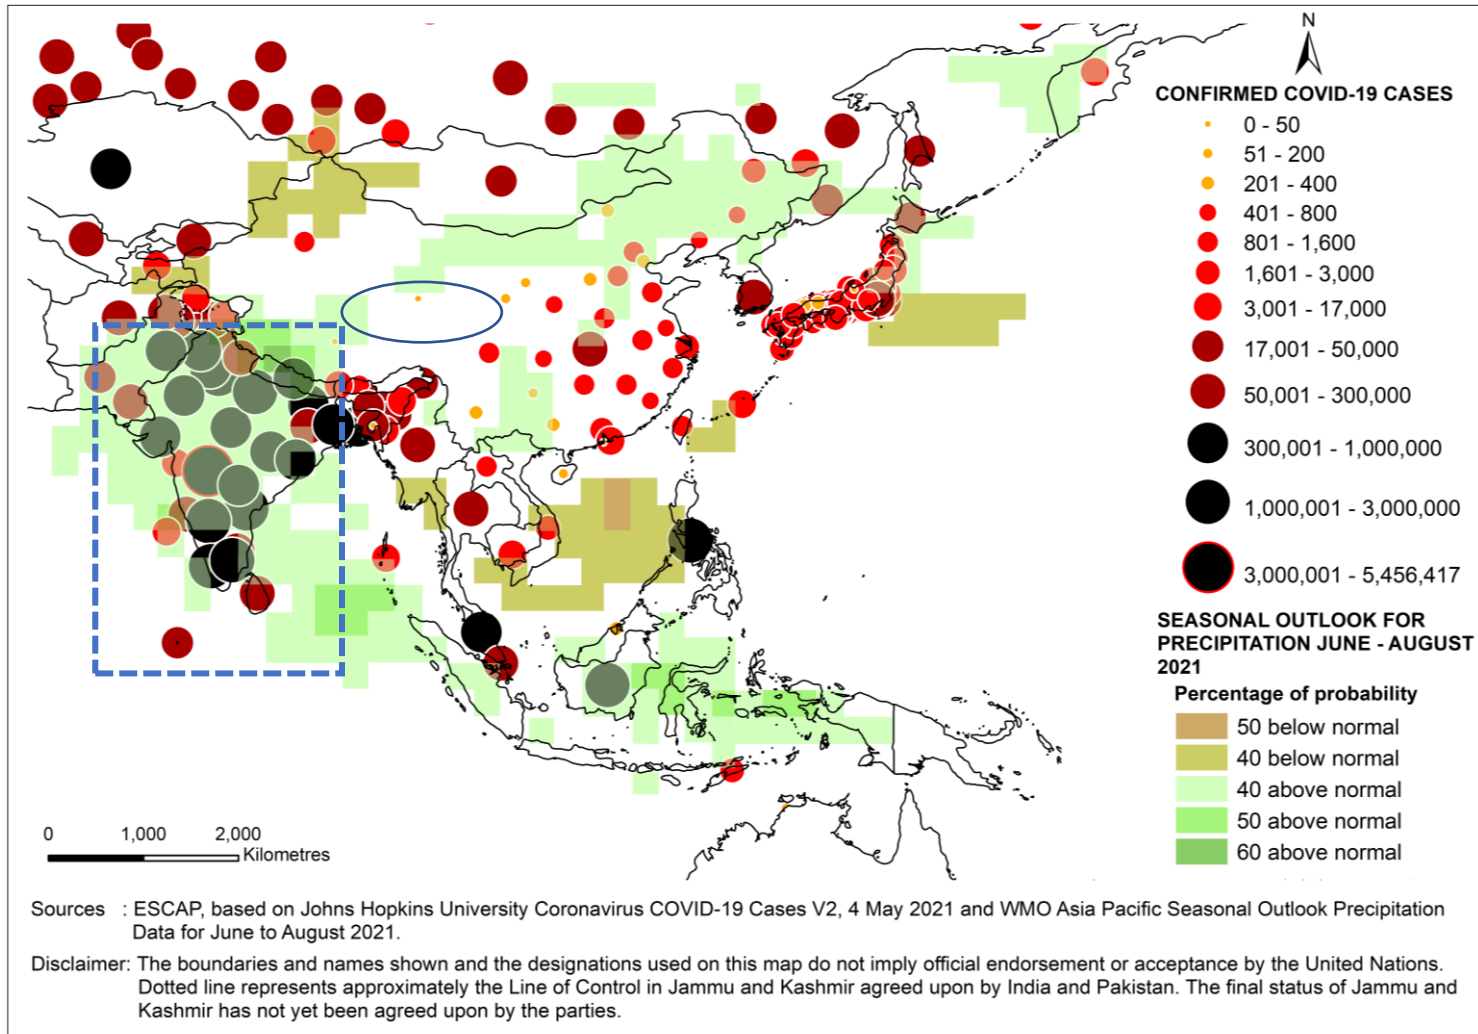 N
CONFIRMED COVID-19 CASES
0 - 50
51 - 200
201 - 400
401 - 800
801 - 1,600
1,601 - 3,000
3,001 - 17,000
17,001 - 50,000
50,001 - 300,000
300,001 - 1,000,000
1,000,001 - 3,000,000
3,000,001 - 5,456,417
SEASONAL OUTLOOK FOR
PRECIPITATION JUNE - AUGUST
2021
Percentage of probability
50 below normal
40 below normal
40 above normal
50 above normal
60 above normal
0 1,000 2,000
Kilometres
Sources : ESCAP, based on Johns Hopkins University Coronavirus COVID-19 Cases V2, 4 May 2021 and WMO Asia Pacific Seasonal Outlook Precipitation
Data for June to August 2021.
Disclaimer: The boundaries and names shown and the designations used on this map do not imply official endorsement or acceptance by the United Nations.
Dotted line represents approximately the Line of Control in Jammu and Kashmir agreed upon by India and Pakistan. The final status of Jammu and
Kashmir has not yet been agreed upon by the parties.